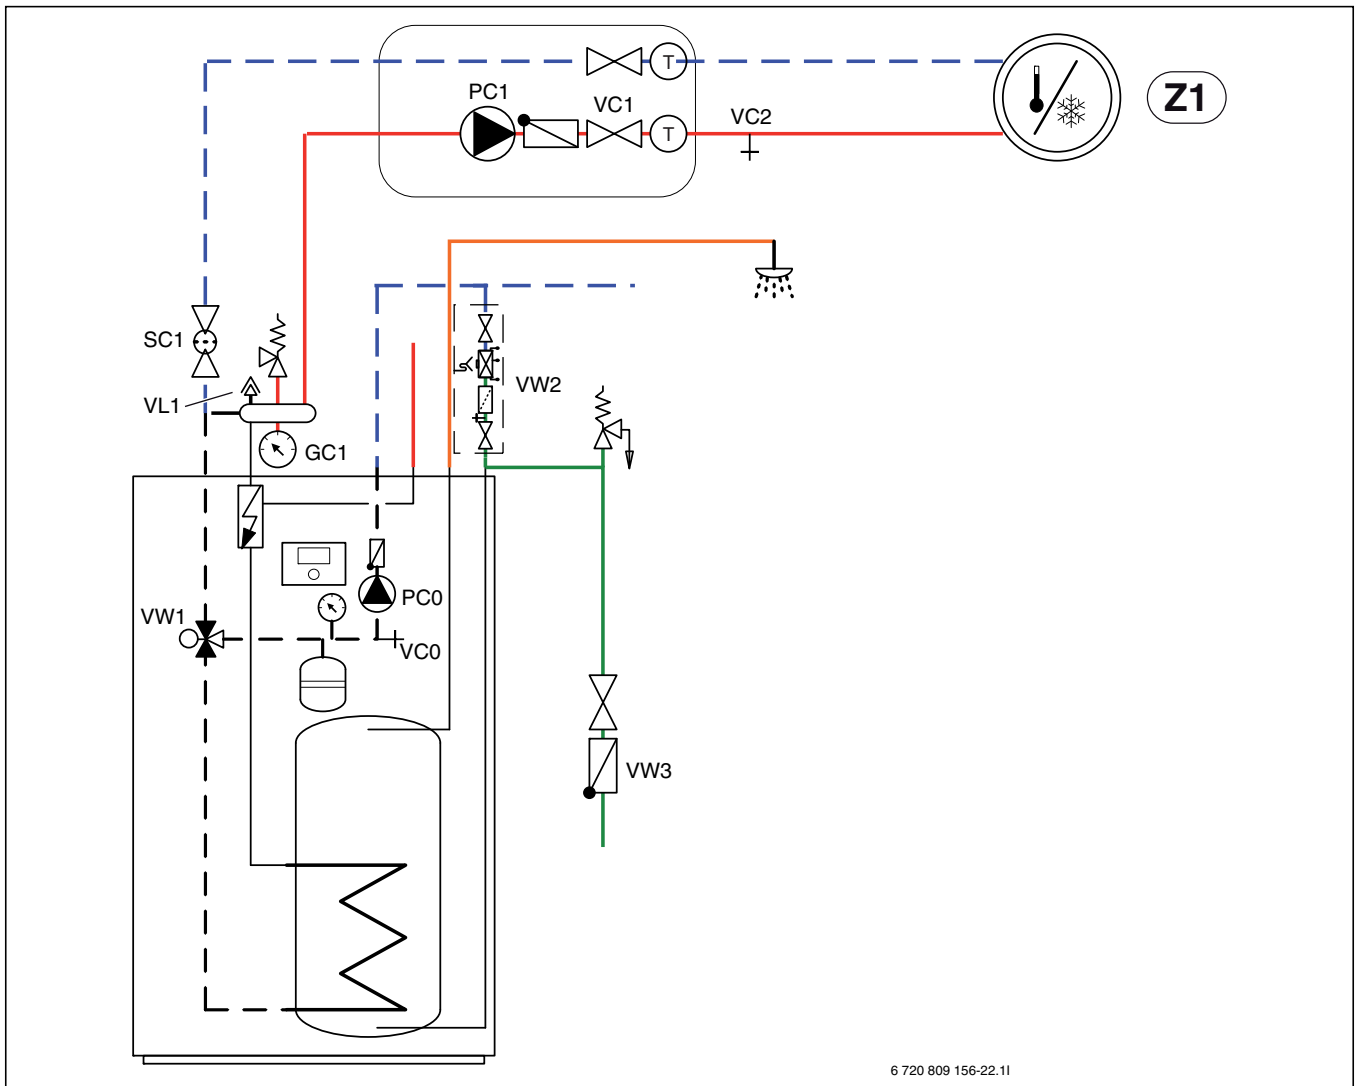 T
PC1
VC1
T
VC2
Z1
SC1
VL1
GC1
VW2
PC0
VW1
VC0
VW3
6 720 809 156-22.1I